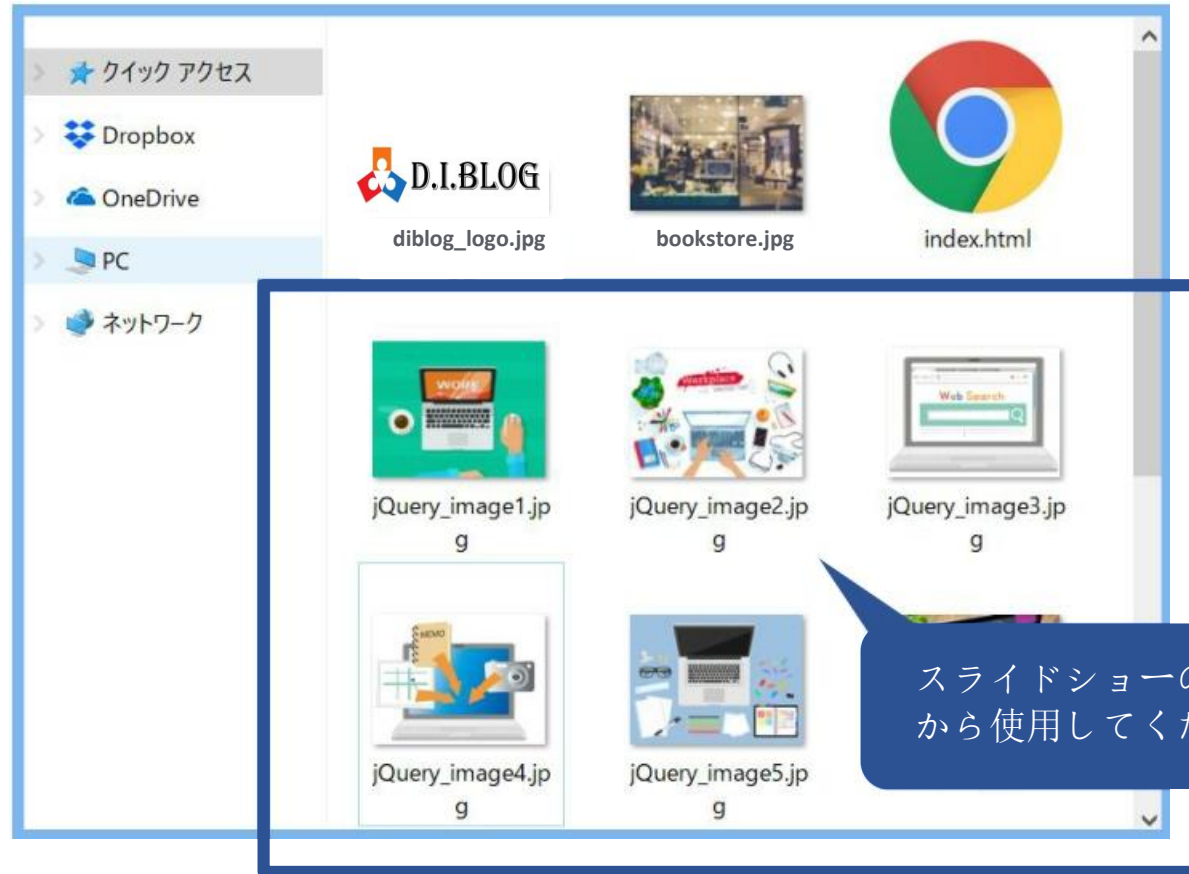 クイック アクセス
Dropbox
OneDrive
PC
ネットワーク
D.I.BLOG
diblog_logo.jpg
bookstore.jpg
index.html
WORK
Workplace
Web Search
jQuery_image1.jp
g
jQuery_image2.jp
g
jQuery_image3.jp
g
MEMO
jQuery_image4.jp
g
jQuery_image5.jp
g
スライドショーの
から使用してくだ